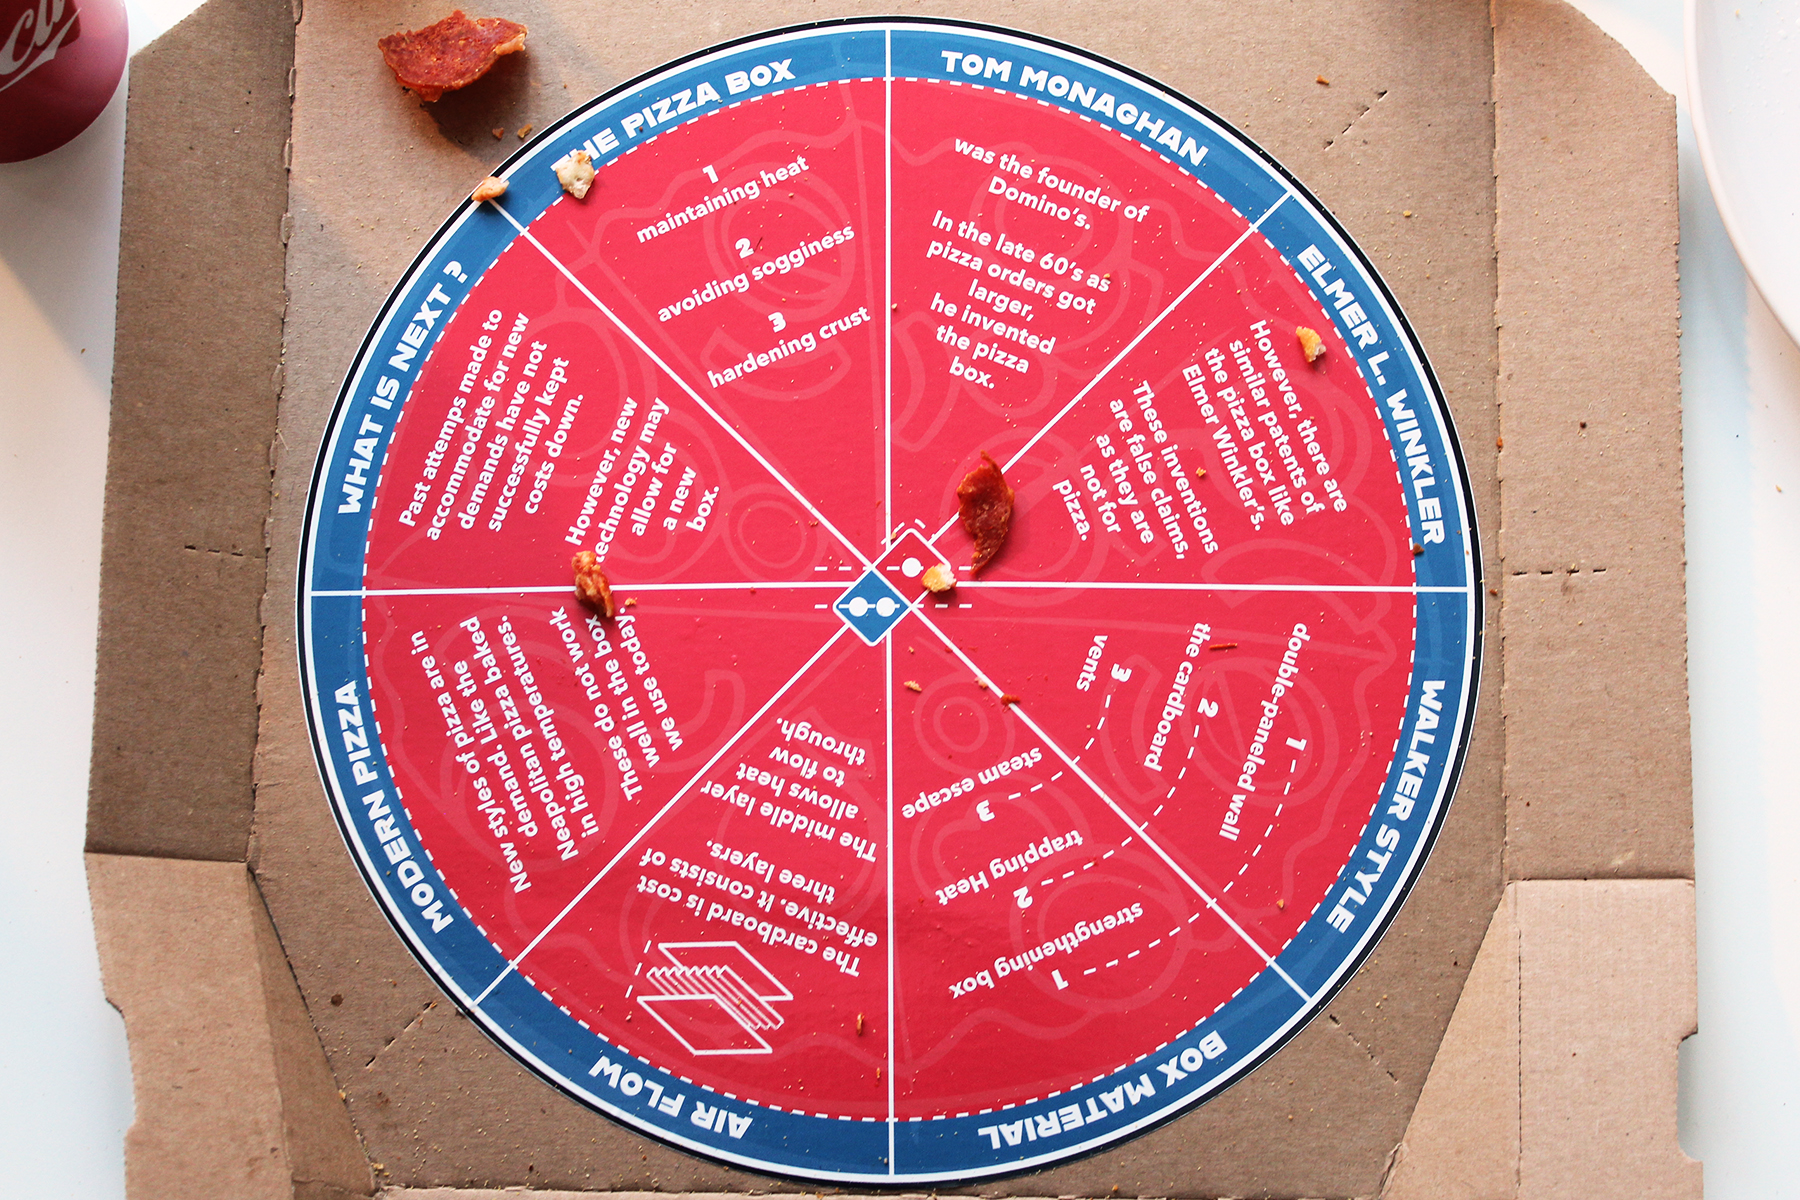 THE PIZZA BOX
1
maintaining heat
2
avoiding sogginess
3
hardening crust
TOM MONAGHAN
was the founder of
Domino's.
In the late 60's as
pizza orders got
larger,
he invented
the pizza
box.
ELMER L. WINKLER
However, there are
similar patents of
the pizza box like
Elmer Winkler's.
These inventions
are false claims,
as they are
not for
pizza.
WALKER STYLE
1
double-panneled wall
2
the cardboard
3
vents
BOX MATERIAL
1
strengthening box
2
trapping Heat
3
steam escape
AIR FLOW
The cardboard is cost
effective. It consists of
three layers.
The middle layer
allows heat
to flow
through.
MODERN PIZZA
New styles of pizza are in
demand. Like the
Neapolitan pizza baked
in high temperatures.
These do not work
well in the box
we use today.
WHAT IS NEXT ?
Past attemps made to
accommodate for new
demands have not
successfully kept
costs down.
However, new
technology may
allow for
a new
box.